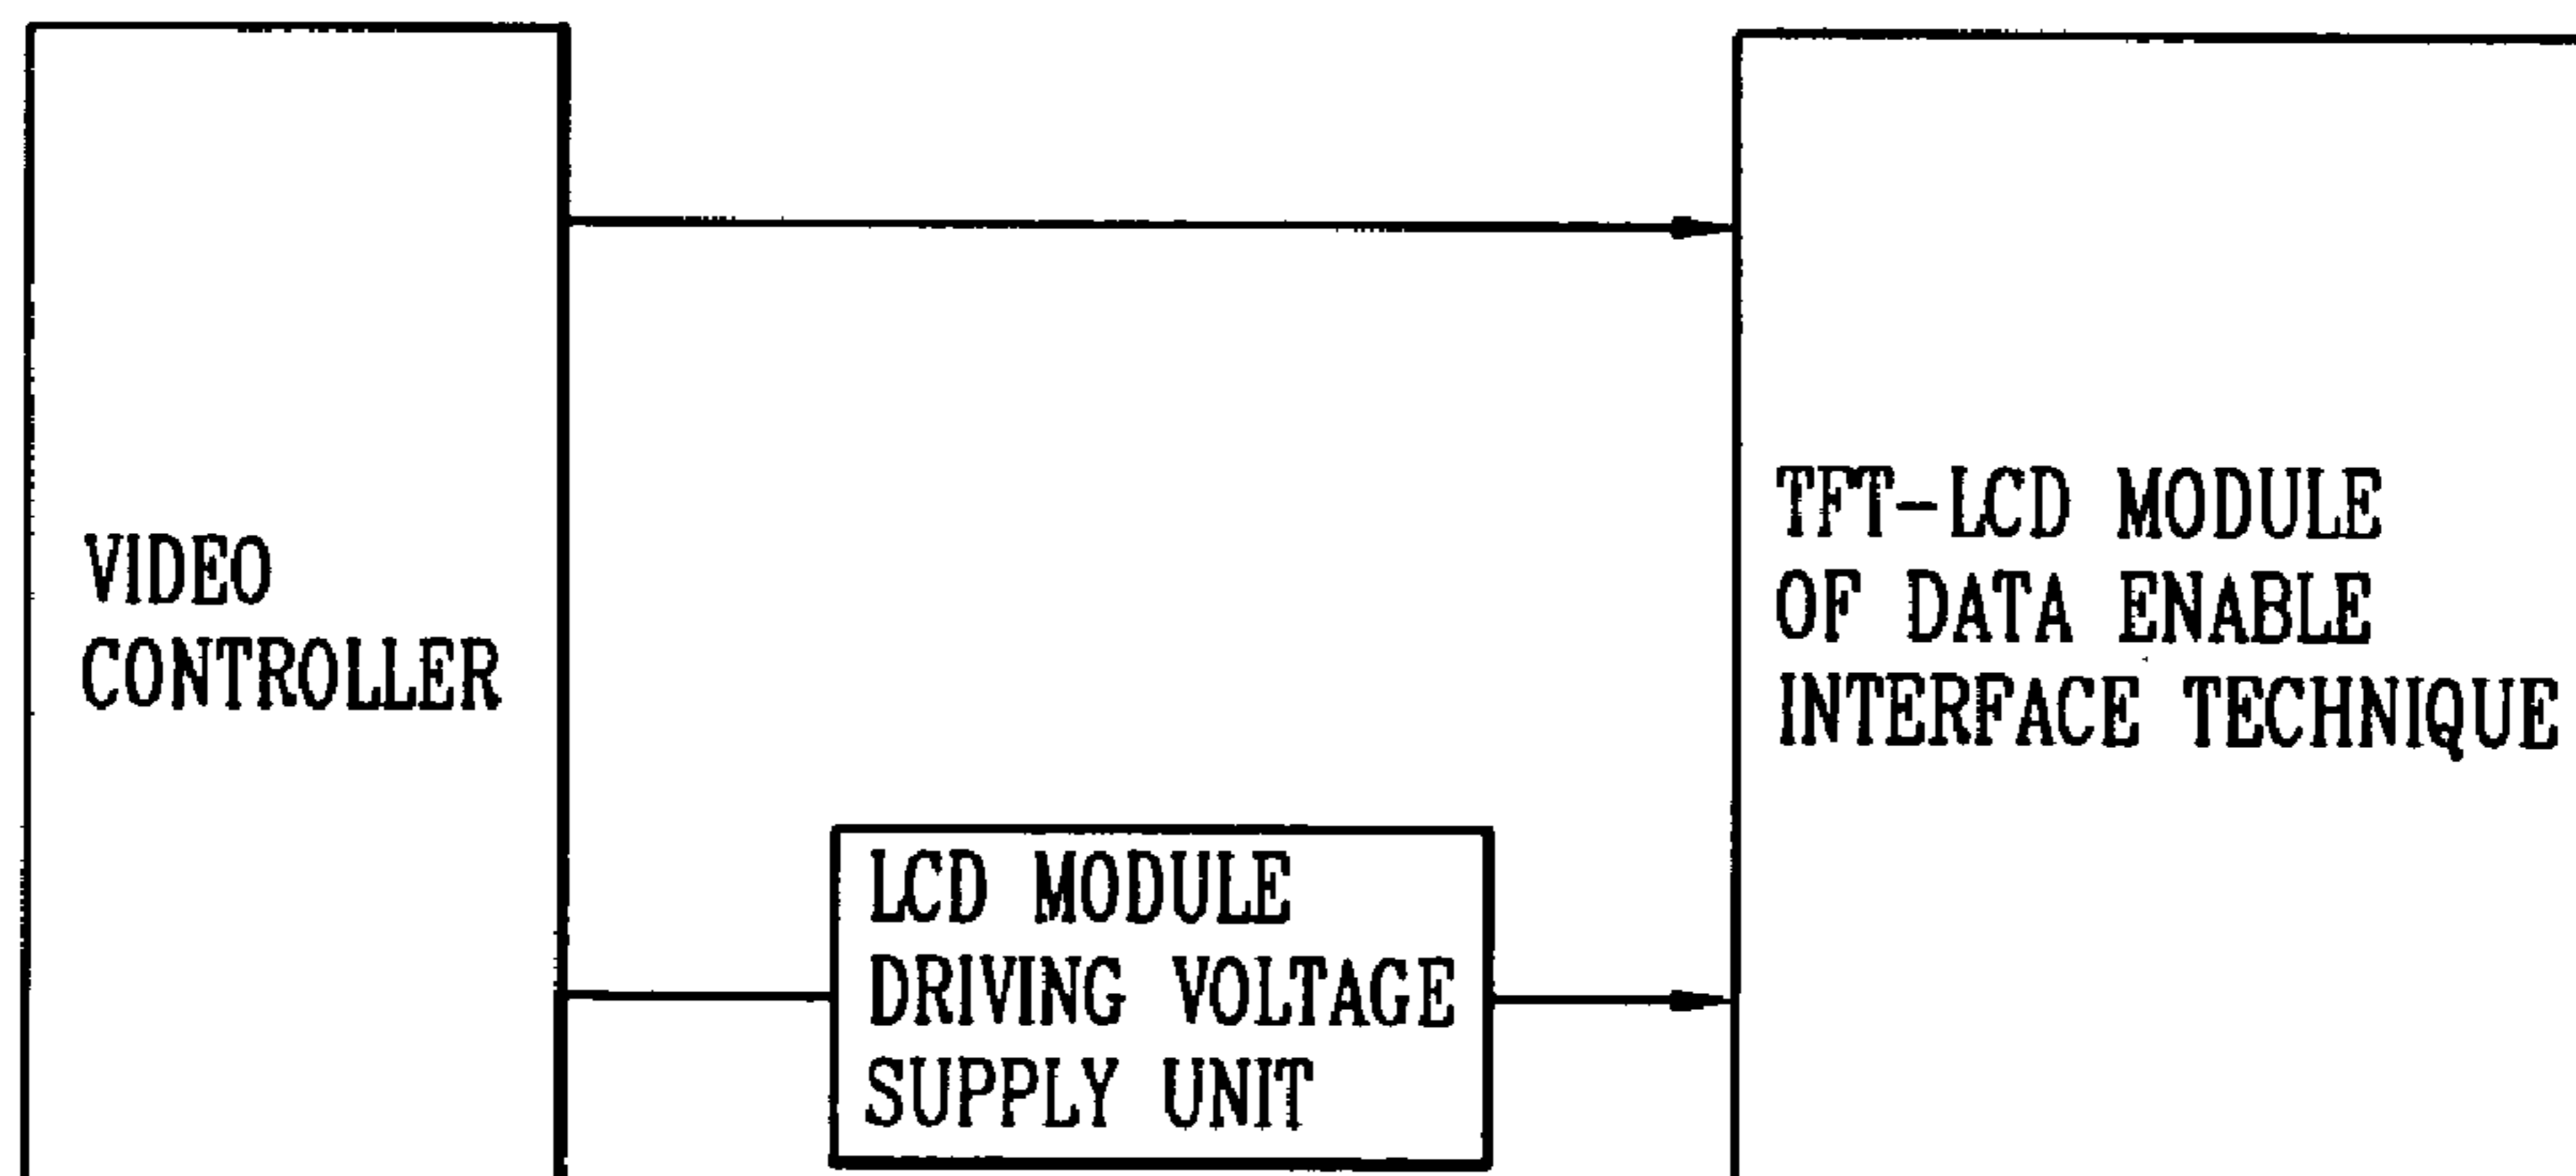 VIDEO
CONTROLLER
TFT-LCD MODULE
OF DATA ENABLE
INTERFACE TECHNIQUE
LCD MODULE
DRIVING VOLTAGE
SUPPLY UNIT